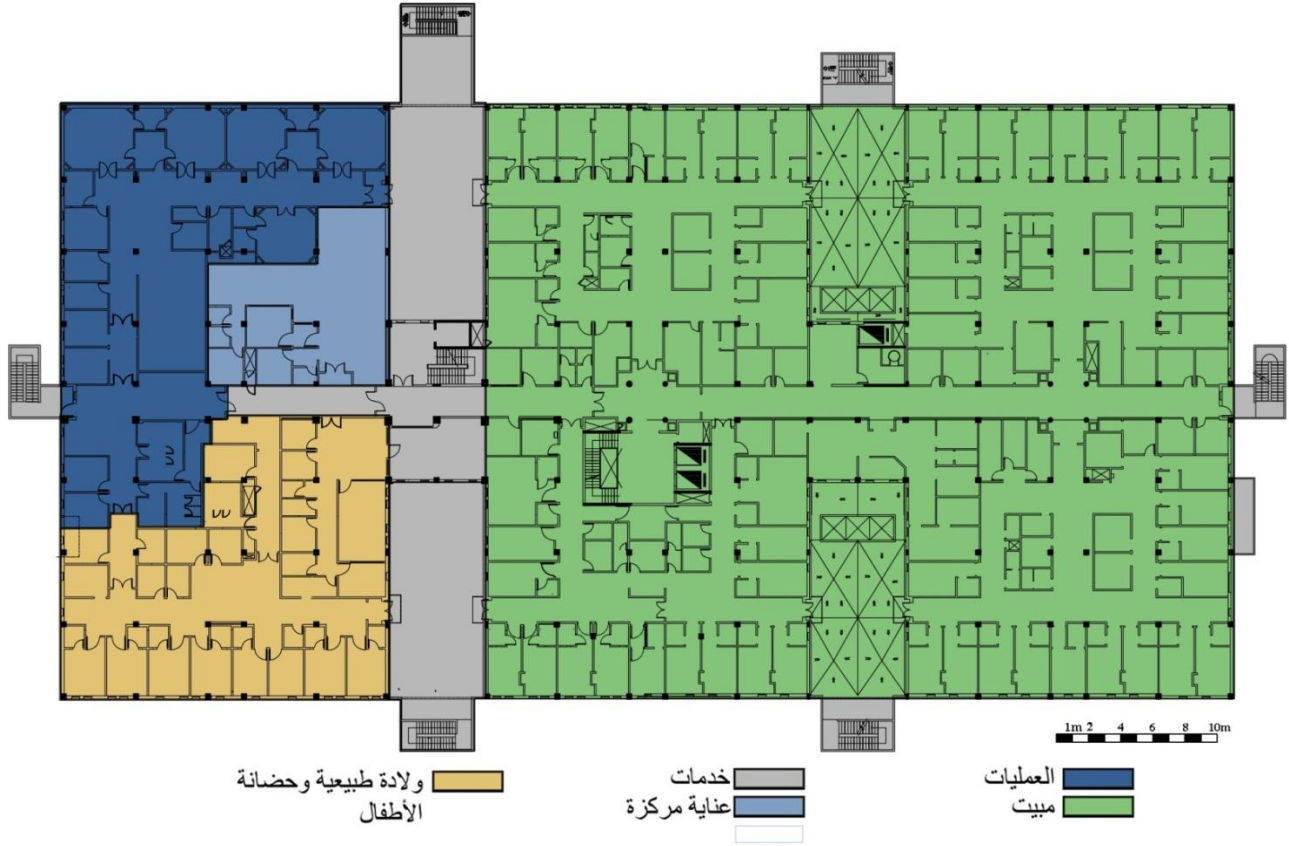 1m 2 4 6 8 10m
العمليات
خدمات
ولادة طبيعية وحضانة
الأطفال
مبيت
عناية مركزة